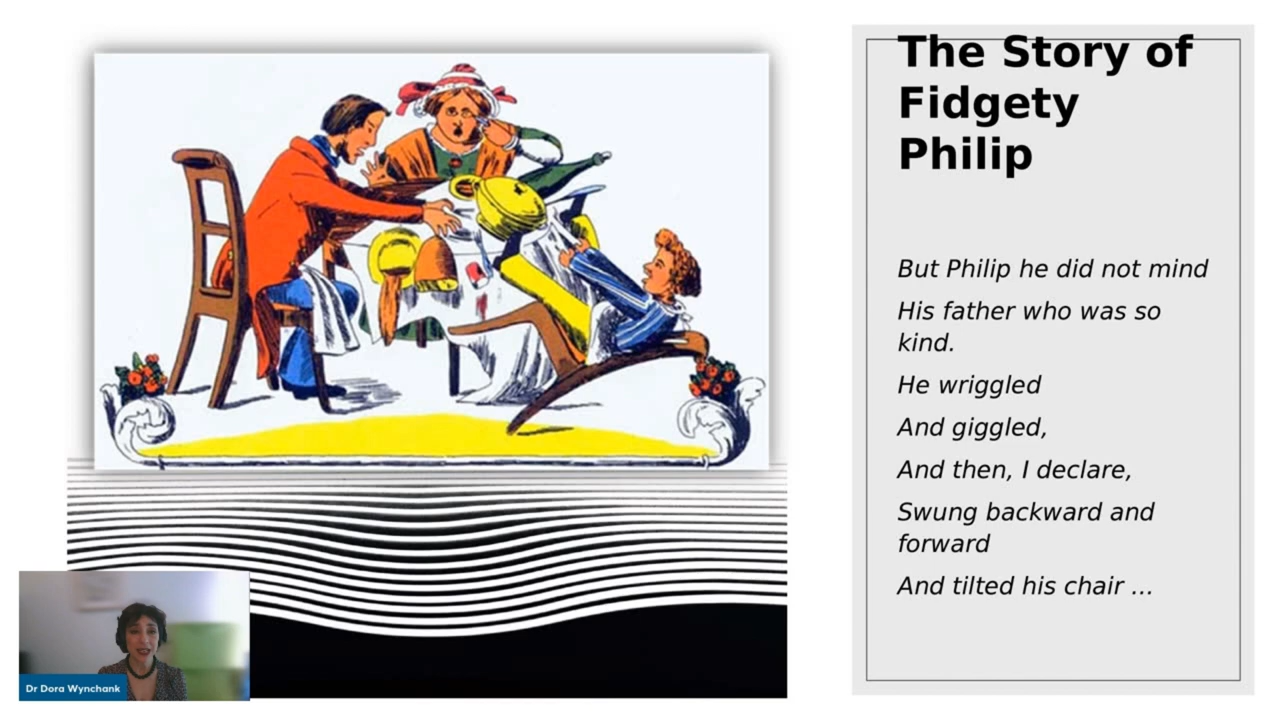 The Story of
Fidgety
Philip
But Philip he did not mind
His father who was so
kind.
He wriggled
And giggled,
And then, I declare,
Swung backward and
forward
And tilted his chair ...
Dr Dora Wynchank